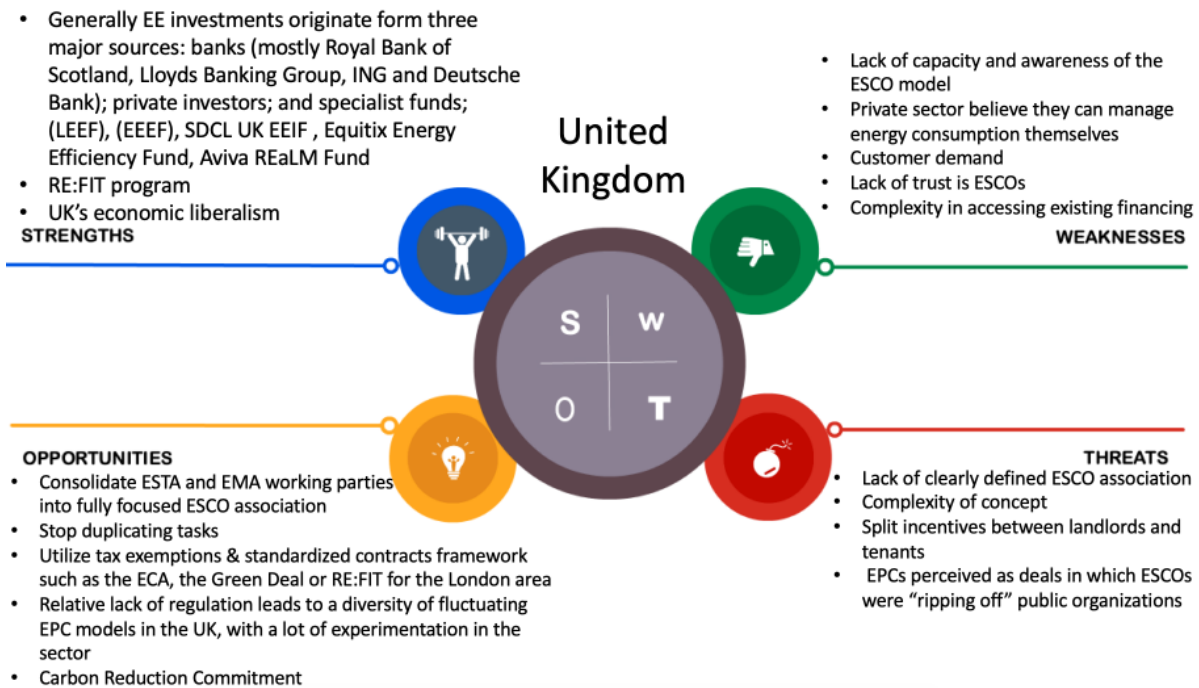 • Generally EE investments originate form three
major sources: banks (mostly Royal Bank of
Scotland, Lloyds Banking Group, ING and Deutsche
Bank); private investors; and specialist funds;
(LEEF), (EEEF), SDCL UK EEIF , Equitix Energy
Efficiency Fund, Aviva REaLM Fund
• RE:FIT program
• UK's economic liberalism
STRENGTHS
United
Kingdom
• Lack of capacity and awareness of the
ESCO model
• Private sector believe they can manage
energy consumption themselves
• Customer demand
• Lack of trust is ESCOs
• Complexity in accessing existing financing
WEAKNESSES
S
W
O
T
OPPORTUNITIES
• Consolidate ESTA and EMA working parties
into fully focused ESCO association
• Stop duplicating tasks
• Utilize tax exemptions & standardized contracts framework
such as the ECA, the Green Deal or RE:FIT for the London area
• Relative lack of regulation leads to a diversity of fluctuating
EPC models in the UK, with a lot of experimentation in the
sector
• Carbon Reduction Commitment
THREATS
• Lack of clearly defined ESCO association
• Complexity of concept
• Split incentives between landlords and
tenants
• EPCs perceived as deals in which ESCOs
were "ripping off" public organizations